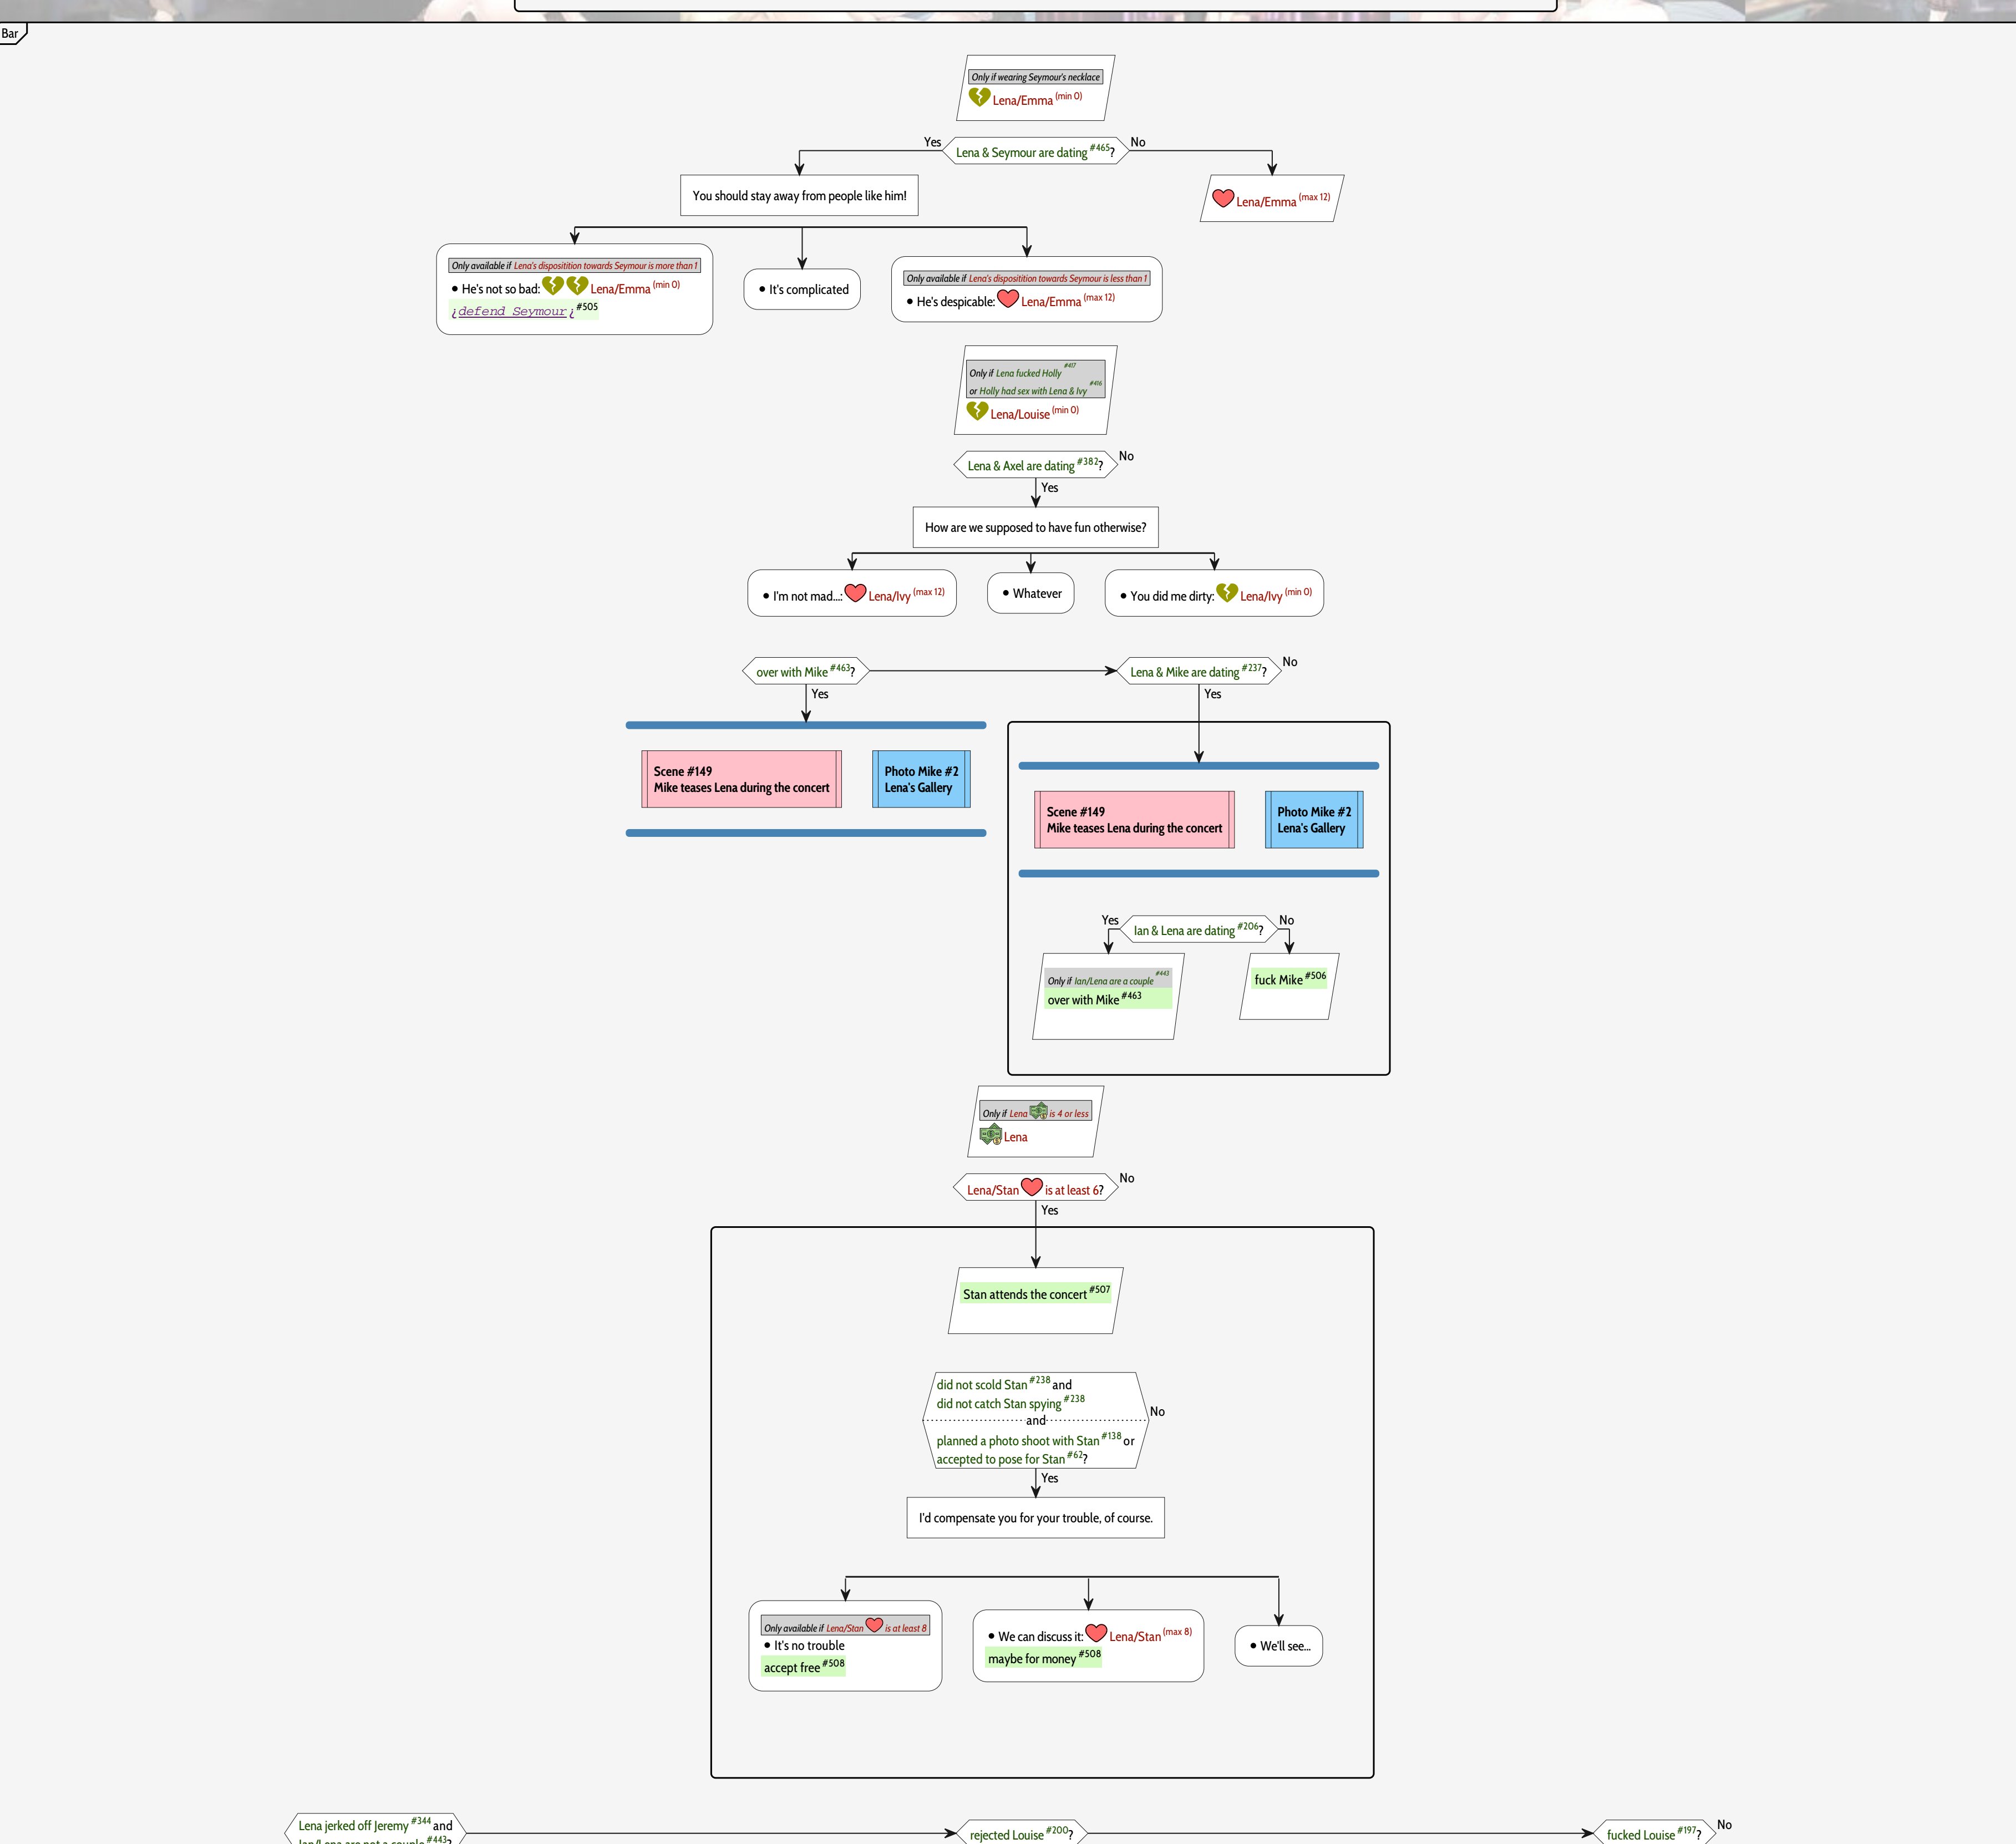 Bar
Only if wearing Seymour's necklace
Lena/Emma (min 0)
Yes
Lena & Seymour are dating #465?
No
You should stay away from people like him!
Lena/Emma (max 12)
Only available if Lena's disposition towards Seymour is more than 1
• He's not so bad: Lena/Emma (min 0)
¿defend Seymour¿ #505
• It's complicated
Only available if Lena's disposition towards Seymour is less than 1
• He's despicable: Lena/Emma (max 12)
Only if Lena fucked Holly #417
or Holly had sex with Lena & Ivy #416
Lena/Louise (min 0)
Lena & Axel are dating #382?
No
Yes
How are we supposed to have fun otherwise?
• I'm not mad...: Lena/Ivy (max 12)
• Whatever
• You did me dirty: Lena/Ivy (min 0)
over with Mike #463?
Yes
Lena & Mike are dating #237?
No
Yes
Scene #149
Mike teases Lena during the concert
Photo Mike #2
Lena's Gallery
Scene #149
Mike teases Lena during the concert
Photo Mike #2
Lena's Gallery
Yes
Ian & Lena are dating #206?
No
Only if Ian/Lena are a couple #443
over with Mike #463
fuck Mike #506
Only if Lena is 4 or less
Lena
Lena/Stan is at least 6?
No
Yes
Stan attends the concert #507
did not scold Stan #238 and
did not catch Stan spying #238
and
planned a photo shoot with Stan #138 or
accepted to pose for Stan #62?
No
Yes
I'd compensate you for your trouble, of course.
Only available if Lena/Stan is at least 8
• It's no trouble
accept free #508
• We can discuss it: Lena/Stan (max 8)
maybe for money #508
• We'll see...
Lena jerked off Jeremy #344 and
Ian/Lena are not a couple #443?
rejected Louise #200?
fucked Louise #197?
No